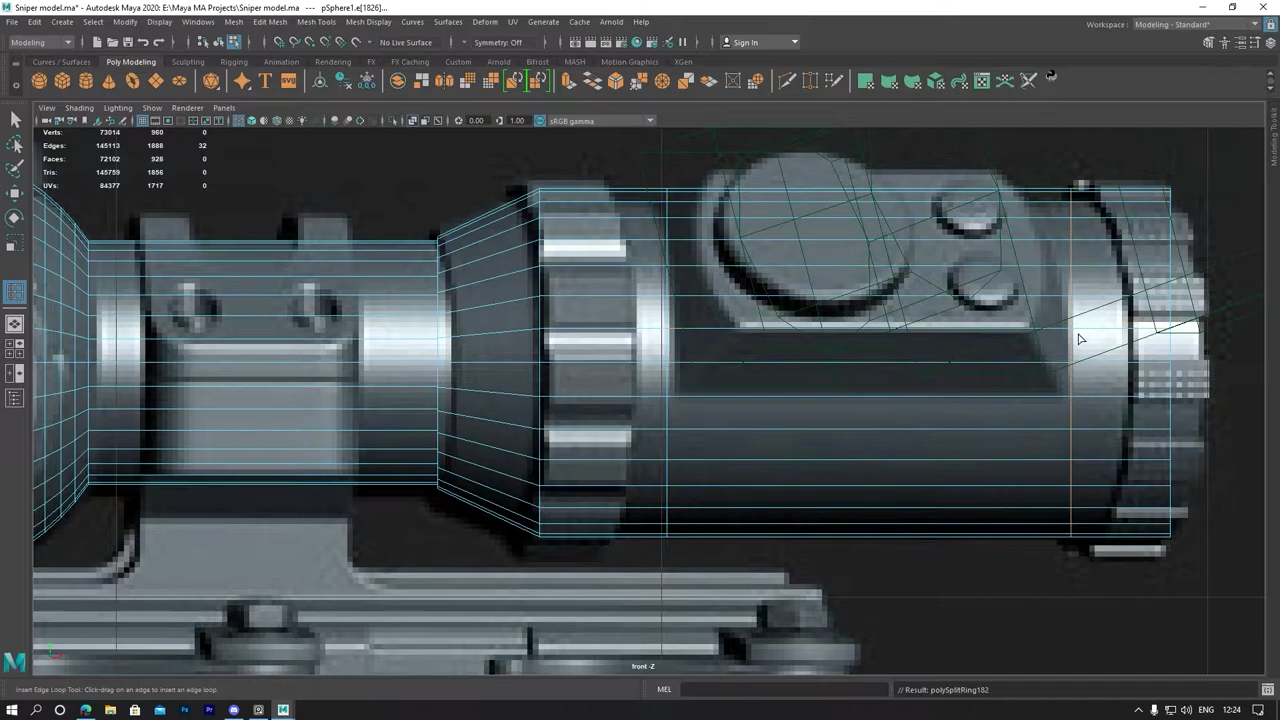 Sniper model.ma* - Autodesk Maya 2020: E:\Maya MA Projects\Sniper model.ma --- pSphere1.e[1826]...
File Edit Create Select Modify Display Windows Mesh Edit Mesh Mesh Tools Mesh Display Curves Surfaces Deform UV Generate Cache Arnold Help
Workspace : Modeling - Standard*
Modeling No Live Surface Symmetry: Off Sign In
Curves / Surfaces Poly Modeling Sculpting Rigging Animation Rendering FX FX Caching Custom Arnold Bifrost MASH Motion Graphics XGen
View Shading Lighting Show Renderer Panels
0.00 1.00 sRGB gamma
Verts: 73014 960 0
Edges: 145113 1888 32
Faces: 72102 928 0
Tris: 145759 1856 0
UVs: 84377 1717 0
Modeling Toolkit
front -Z
Insert Edge Loop Tool: Click-drag on an edge to insert an edge loop. MEL // Result: polySplitRing182
ENG 12:24